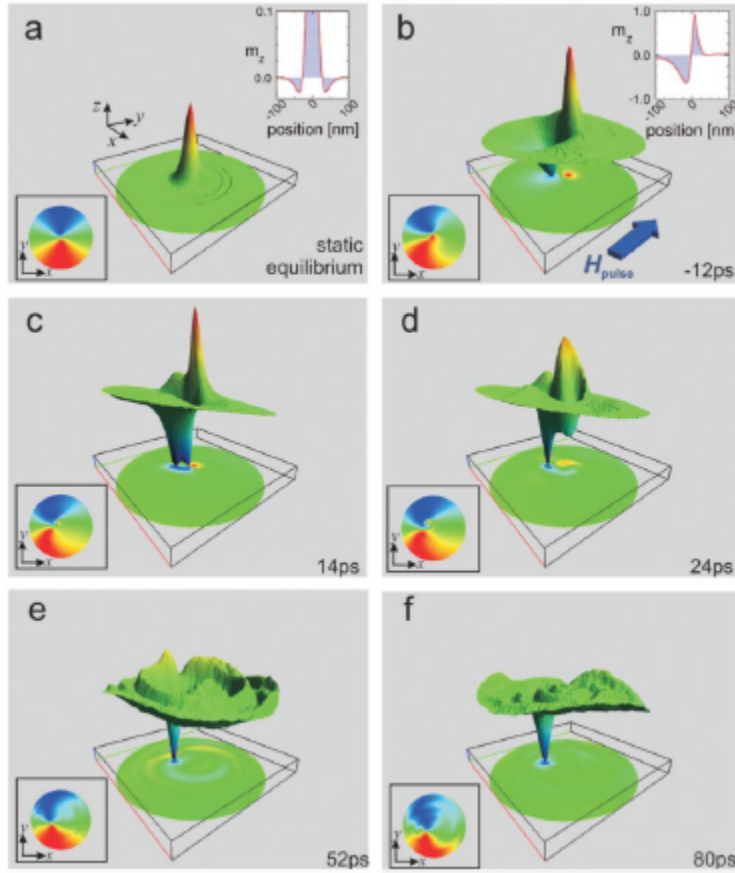 a
0.1
m_z
0.0
-100 0 100
position [nm]
z
y
x
y
x
static
equilibrium
b
1.0
m_z
0.0
-1.0
-100 0 100
position [nm]
y
x
H_pulse
-12ps
c
y
x
14ps
d
y
x
24ps
e
y
x
52ps
f
y
x
80ps